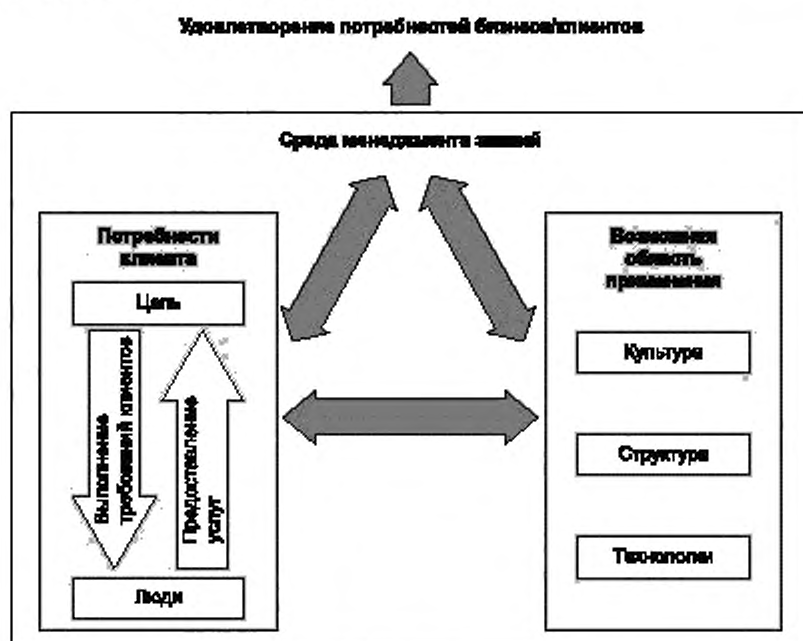 Удовлетворение потребностей бизнеса/клиентов
Среда менеджмента знаний
Потребности
клиента
Цель
Выполнение
требований клиентов
Предоставление
услуг
Люди
Возможная
область
применения
Культура
Структура
Технологии